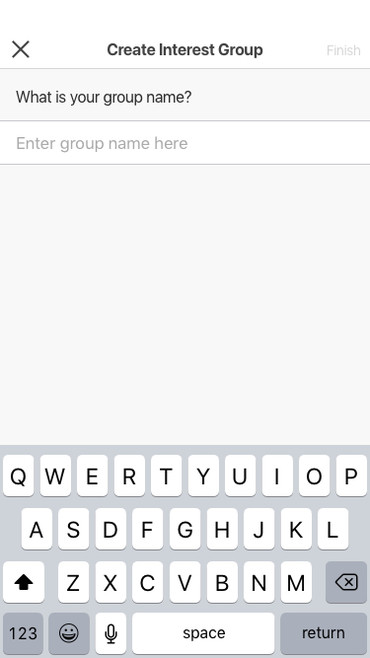 Create Interest Group Finish
What is your group name?
Enter group name here
Q W E R T Y U I O P
A S D F G H J K L
Z X C V B N M
123 space return